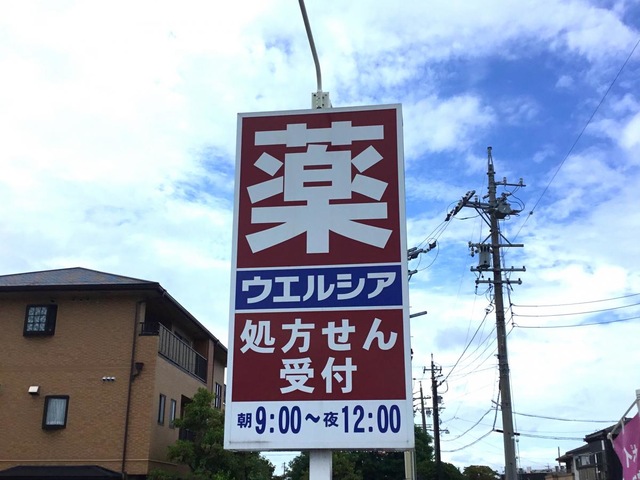 薬
ウエルシア
処方せん
受付
朝9:00～夜12:00